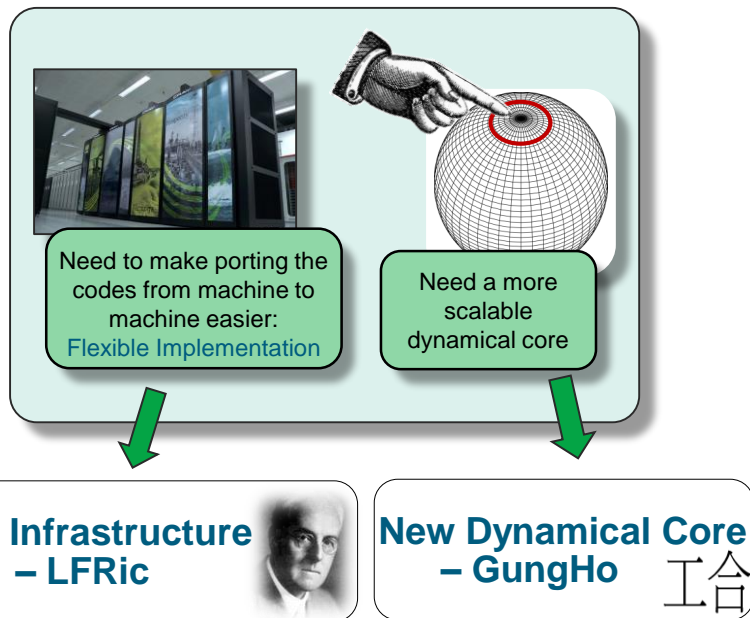 Need to make porting the
codes from machine to
machine easier:
Flexible Implementation
Need a more
scalable
dynamical core
Infrastructure
– LFRic
New Dynamical Core
– GungHo
工合